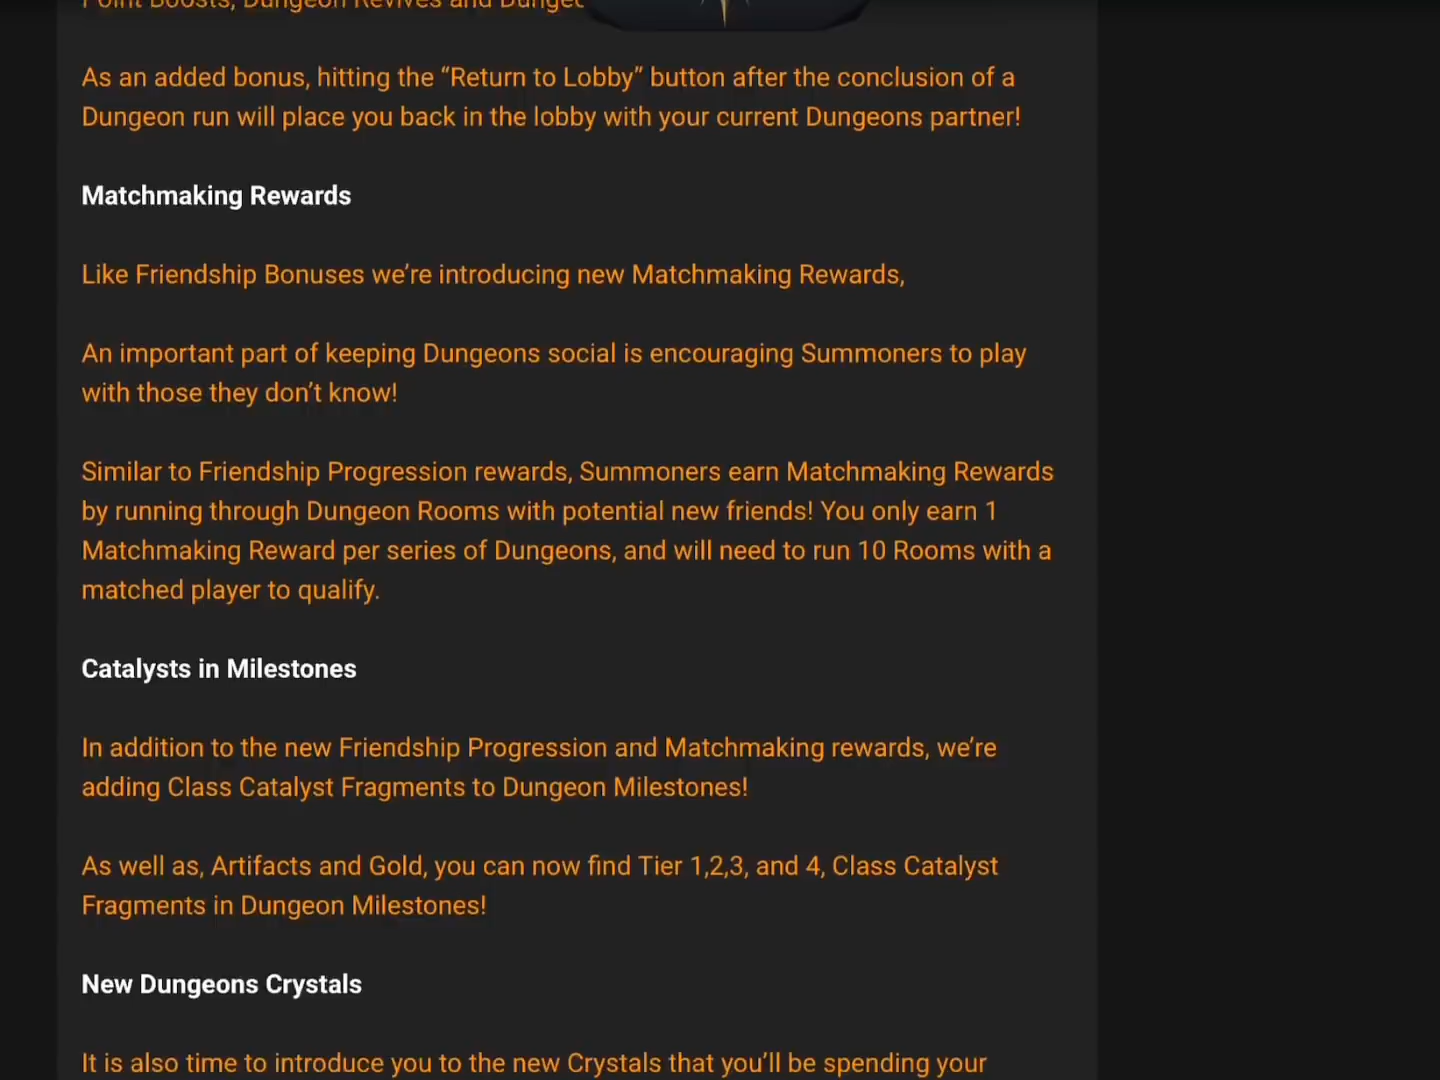 Point Boosts, Dungeon Revives and
As an added bonus, hitting the “Return to Lobby” button after the conclusion of a
Dungeon run will place you back in the lobby with your current Dungeons partner!
Matchmaking Rewards
Like Friendship Bonuses we’re introducing new Matchmaking Rewards,
An important part of keeping Dungeons social is encouraging Summoners to play
with those they don’t know!
Similar to Friendship Progression rewards, Summoners earn Matchmaking Rewards
by running through Dungeon Rooms with potential new friends! You only earn 1
Matchmaking Reward per series of Dungeons, and will need to run 10 Rooms with a
matched player to qualify.
Catalysts in Milestones
In addition to the new Friendship Progression and Matchmaking rewards, we’re
adding Class Catalyst Fragments to Dungeon Milestones!
As well as, Artifacts and Gold, you can now find Tier 1,2,3, and 4, Class Catalyst
Fragments in Dungeon Milestones!
New Dungeons Crystals
It is also time to introduce you to the new Crystals that you’ll be spending your